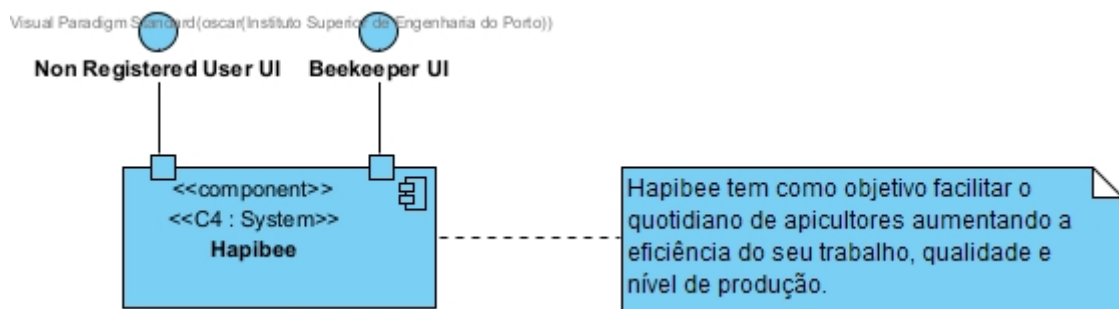 Visual Paradigm Standard(oscar(Instituto Superior de Engenharia do Porto))
Non Registered User UI
Beekeeper UI
<<component>>
<<C4 : System>>
Hapibee
Hapibee tem como objetivo facilitar o
quotidiano de apicultores aumentando a
eficiência do seu trabalho, qualidade e
nível de produção.